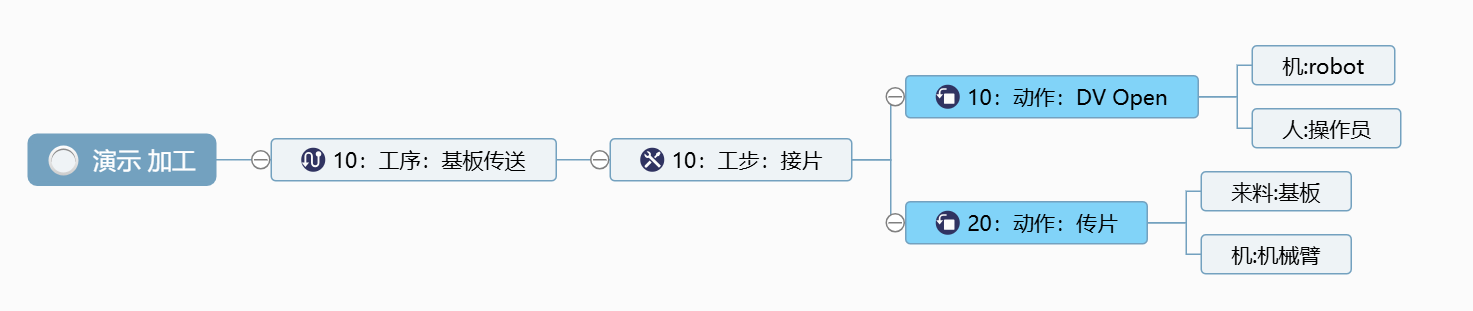 演示 加工
10：工序：基板传送
10：工步：接片
10：动作：DV Open
机:robot
人:操作员
20：动作：传片
来料:基板
机:机械臂